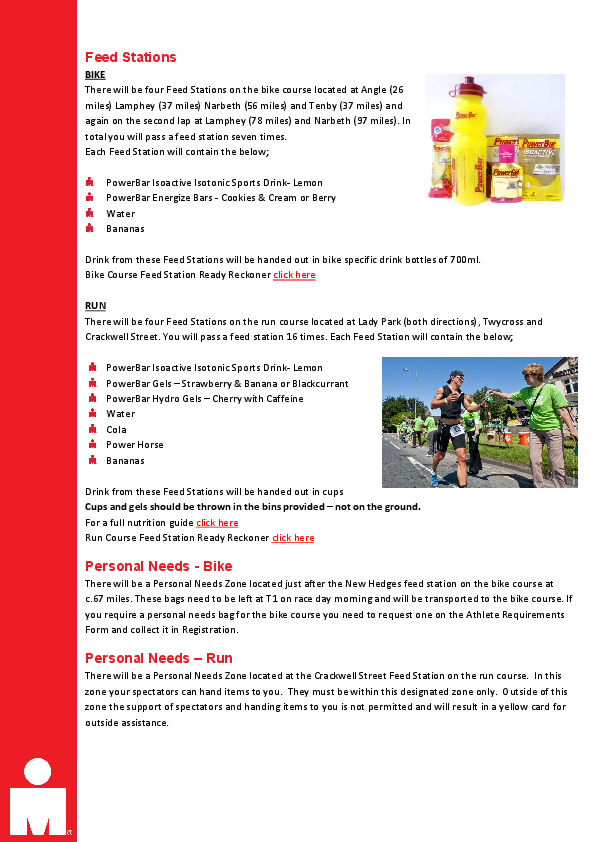 Feed Stations
BIKE
There will be four Feed Stations on the bike course located at Angle (26
miles) Lamphey (37 miles) Narbeth (56 miles) and Tenby (37 miles) and
again on the second lap at Lamphey (78 miles) and Narbeth (97 miles). In
total you will pass a feed station seven times.
Each Feed Station will contain the below;
PowerBar Isoactive Isotonic Sports Drink- Lemon
PowerBar Energize Bars - Cookies & Cream or Berry
Water
Bananas
Drink from these Feed Stations will be handed out in bike specific drink bottles of 700ml.
Bike Course Feed Station Ready Reckoner click here
RUN
There will be four Feed Stations on the run course located at Lady Park (both directions), Twycross and
Crackwell Street. You will pass a feed station 16 times. Each Feed Station will contain the below;
PowerBar Isoactive Isotonic Sports Drink- Lemon
PowerBar Gels – Strawberry & Banana or Blackcurrant
PowerBar Hydro Gels – Cherry with Caffeine
Water
Cola
Power Horse
Bananas
Drink from these Feed Stations will be handed out in cups
Cups and gels should be thrown in the bins provided – not on the ground.
For a full nutrition guide click here
Run Course Feed Station Ready Reckoner click here
Personal Needs - Bike
There will be a Personal Needs Zone located just after the New Hedges feed station on the bike course at
c.67 miles. These bags need to be left at T1 on race day morning and will be transported to the bike course. If
you require a personal needs bag for the bike course you need to request one on the Athlete Requirements
Form and collect it in Registration.
Personal Needs – Run
There will be a Personal Needs Zone located at the Crackwell Street Feed Station on the run course. In this
zone your spectators can hand items to you. They must be within this designated zone only. Outside of this
zone the support of spectators and handing items to you is not permitted and will result in a yellow card for
outside assistance.